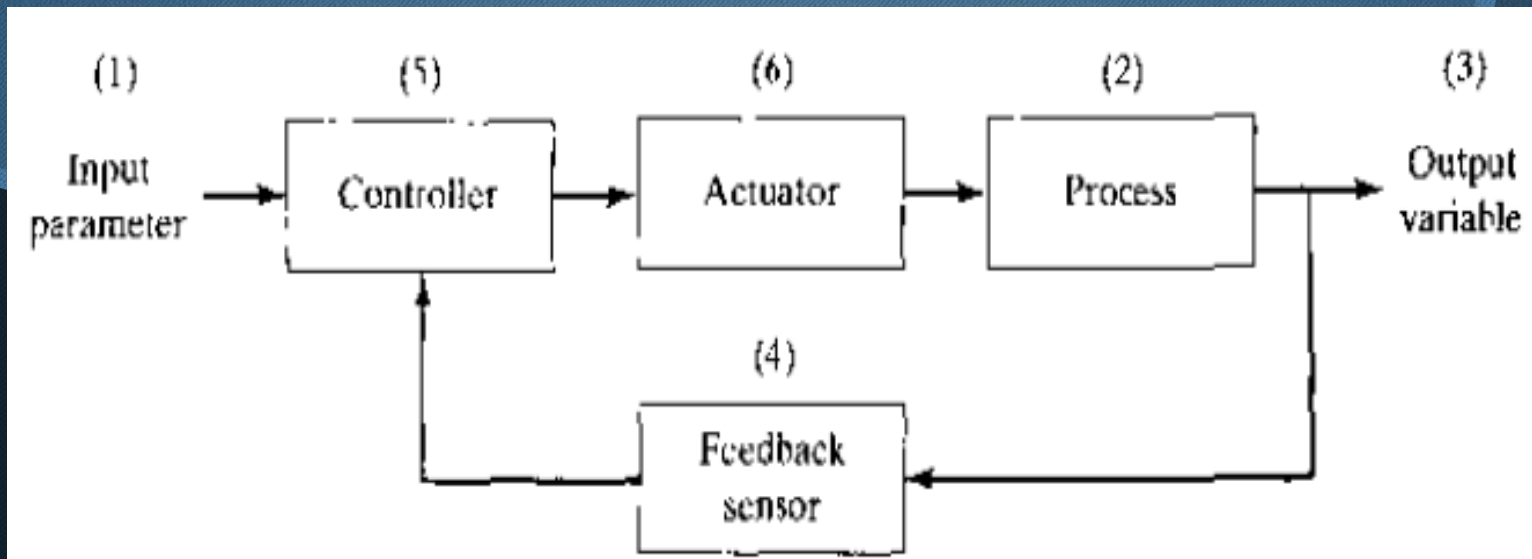 (1)
(5)
(6)
(2)
(3)
Input
parameter
Controller
Actuator
Process
Output
variable
(4)
Feedback
sensor